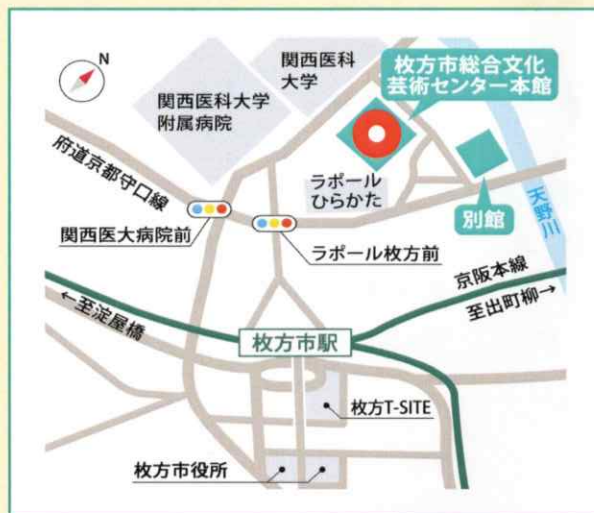 N
関西医科
大学
関西医科大学
附属病院
枚方市総合文化
芸術センター本館
府道京都守口線
ラポール
ひらかた
別館
天野川
関西医大病院前
ラポール枚方前
京阪本線
至出町柳→
←至淀屋橋
枚方市駅
枚方T-SITE
枚方市役所